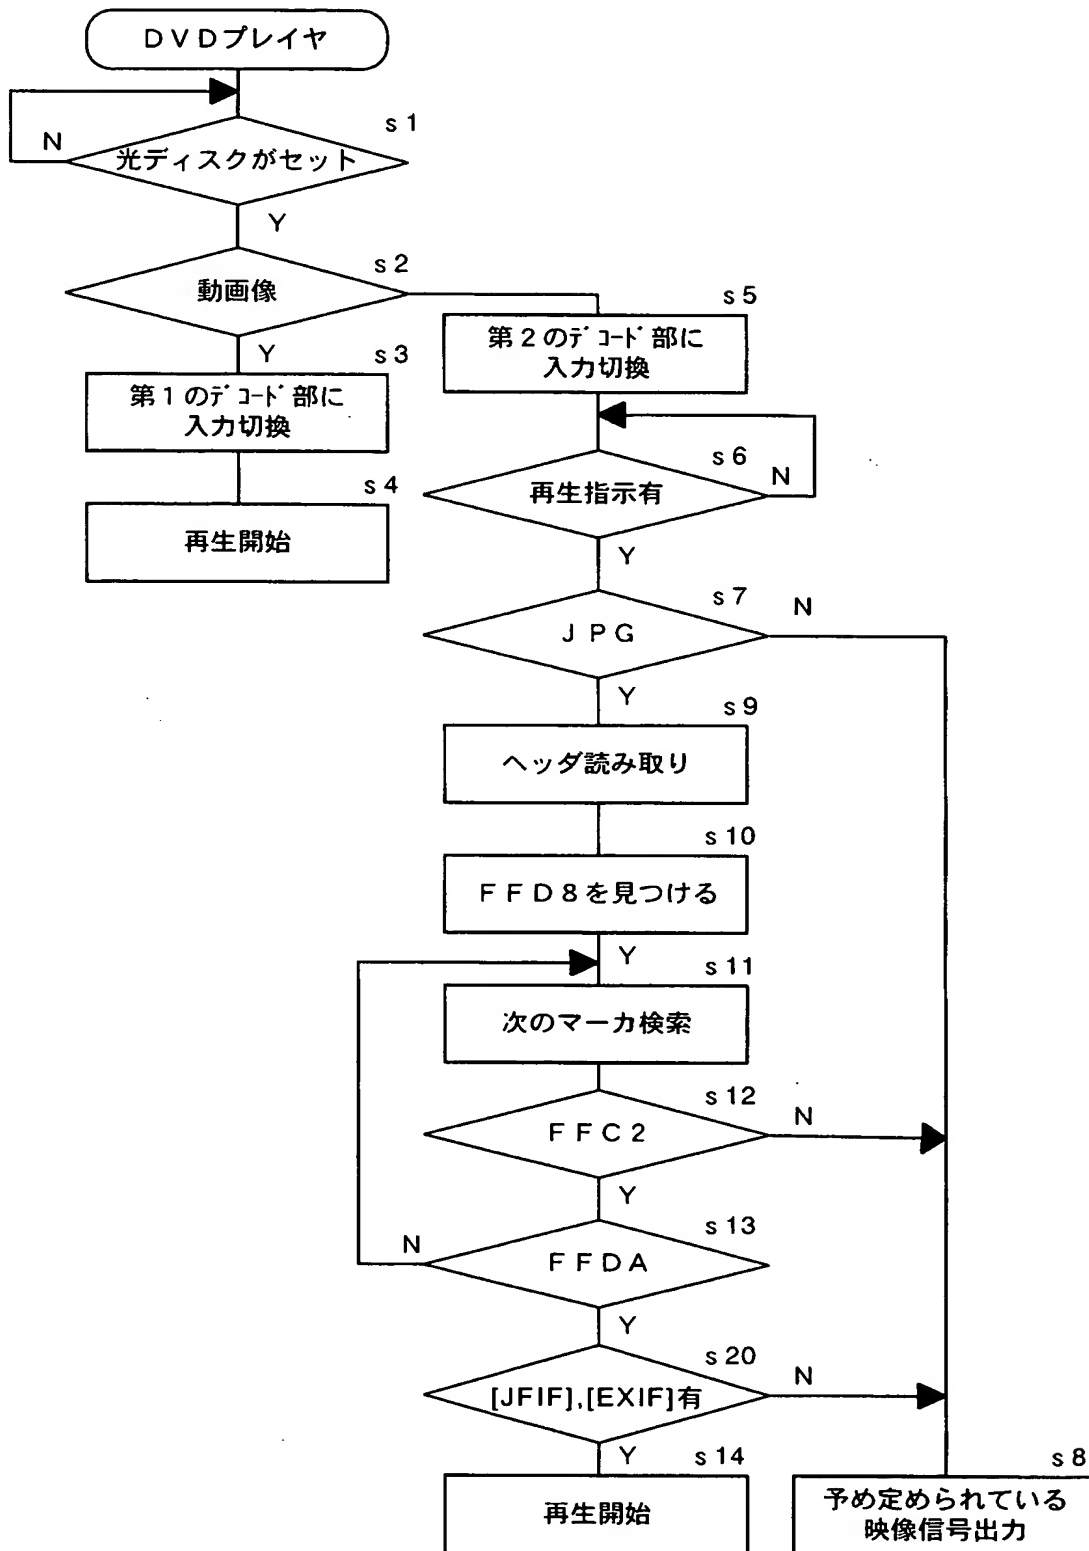 DVDプレイヤ
s1
N
光ディスクがセット
Y
s2
動画像
Y
s3
第1のﾃﾞｺｰﾄﾞ部に
入力切換
s4
再生開始
s5
第2のﾃﾞｺｰﾄﾞ部に
入力切換
s6
再生指示有
N
Y
s7
JPG
N
Y
s9
ヘッダ読み取り
s10
FFD8を見つける
Y
s11
次のマーカ検索
s12
FFC2
N
Y
s13
N
FFDA
Y
s20
[JFIF],[EXIF]有
N
Y
s14
再生開始
s8
予め定められている
映像信号出力